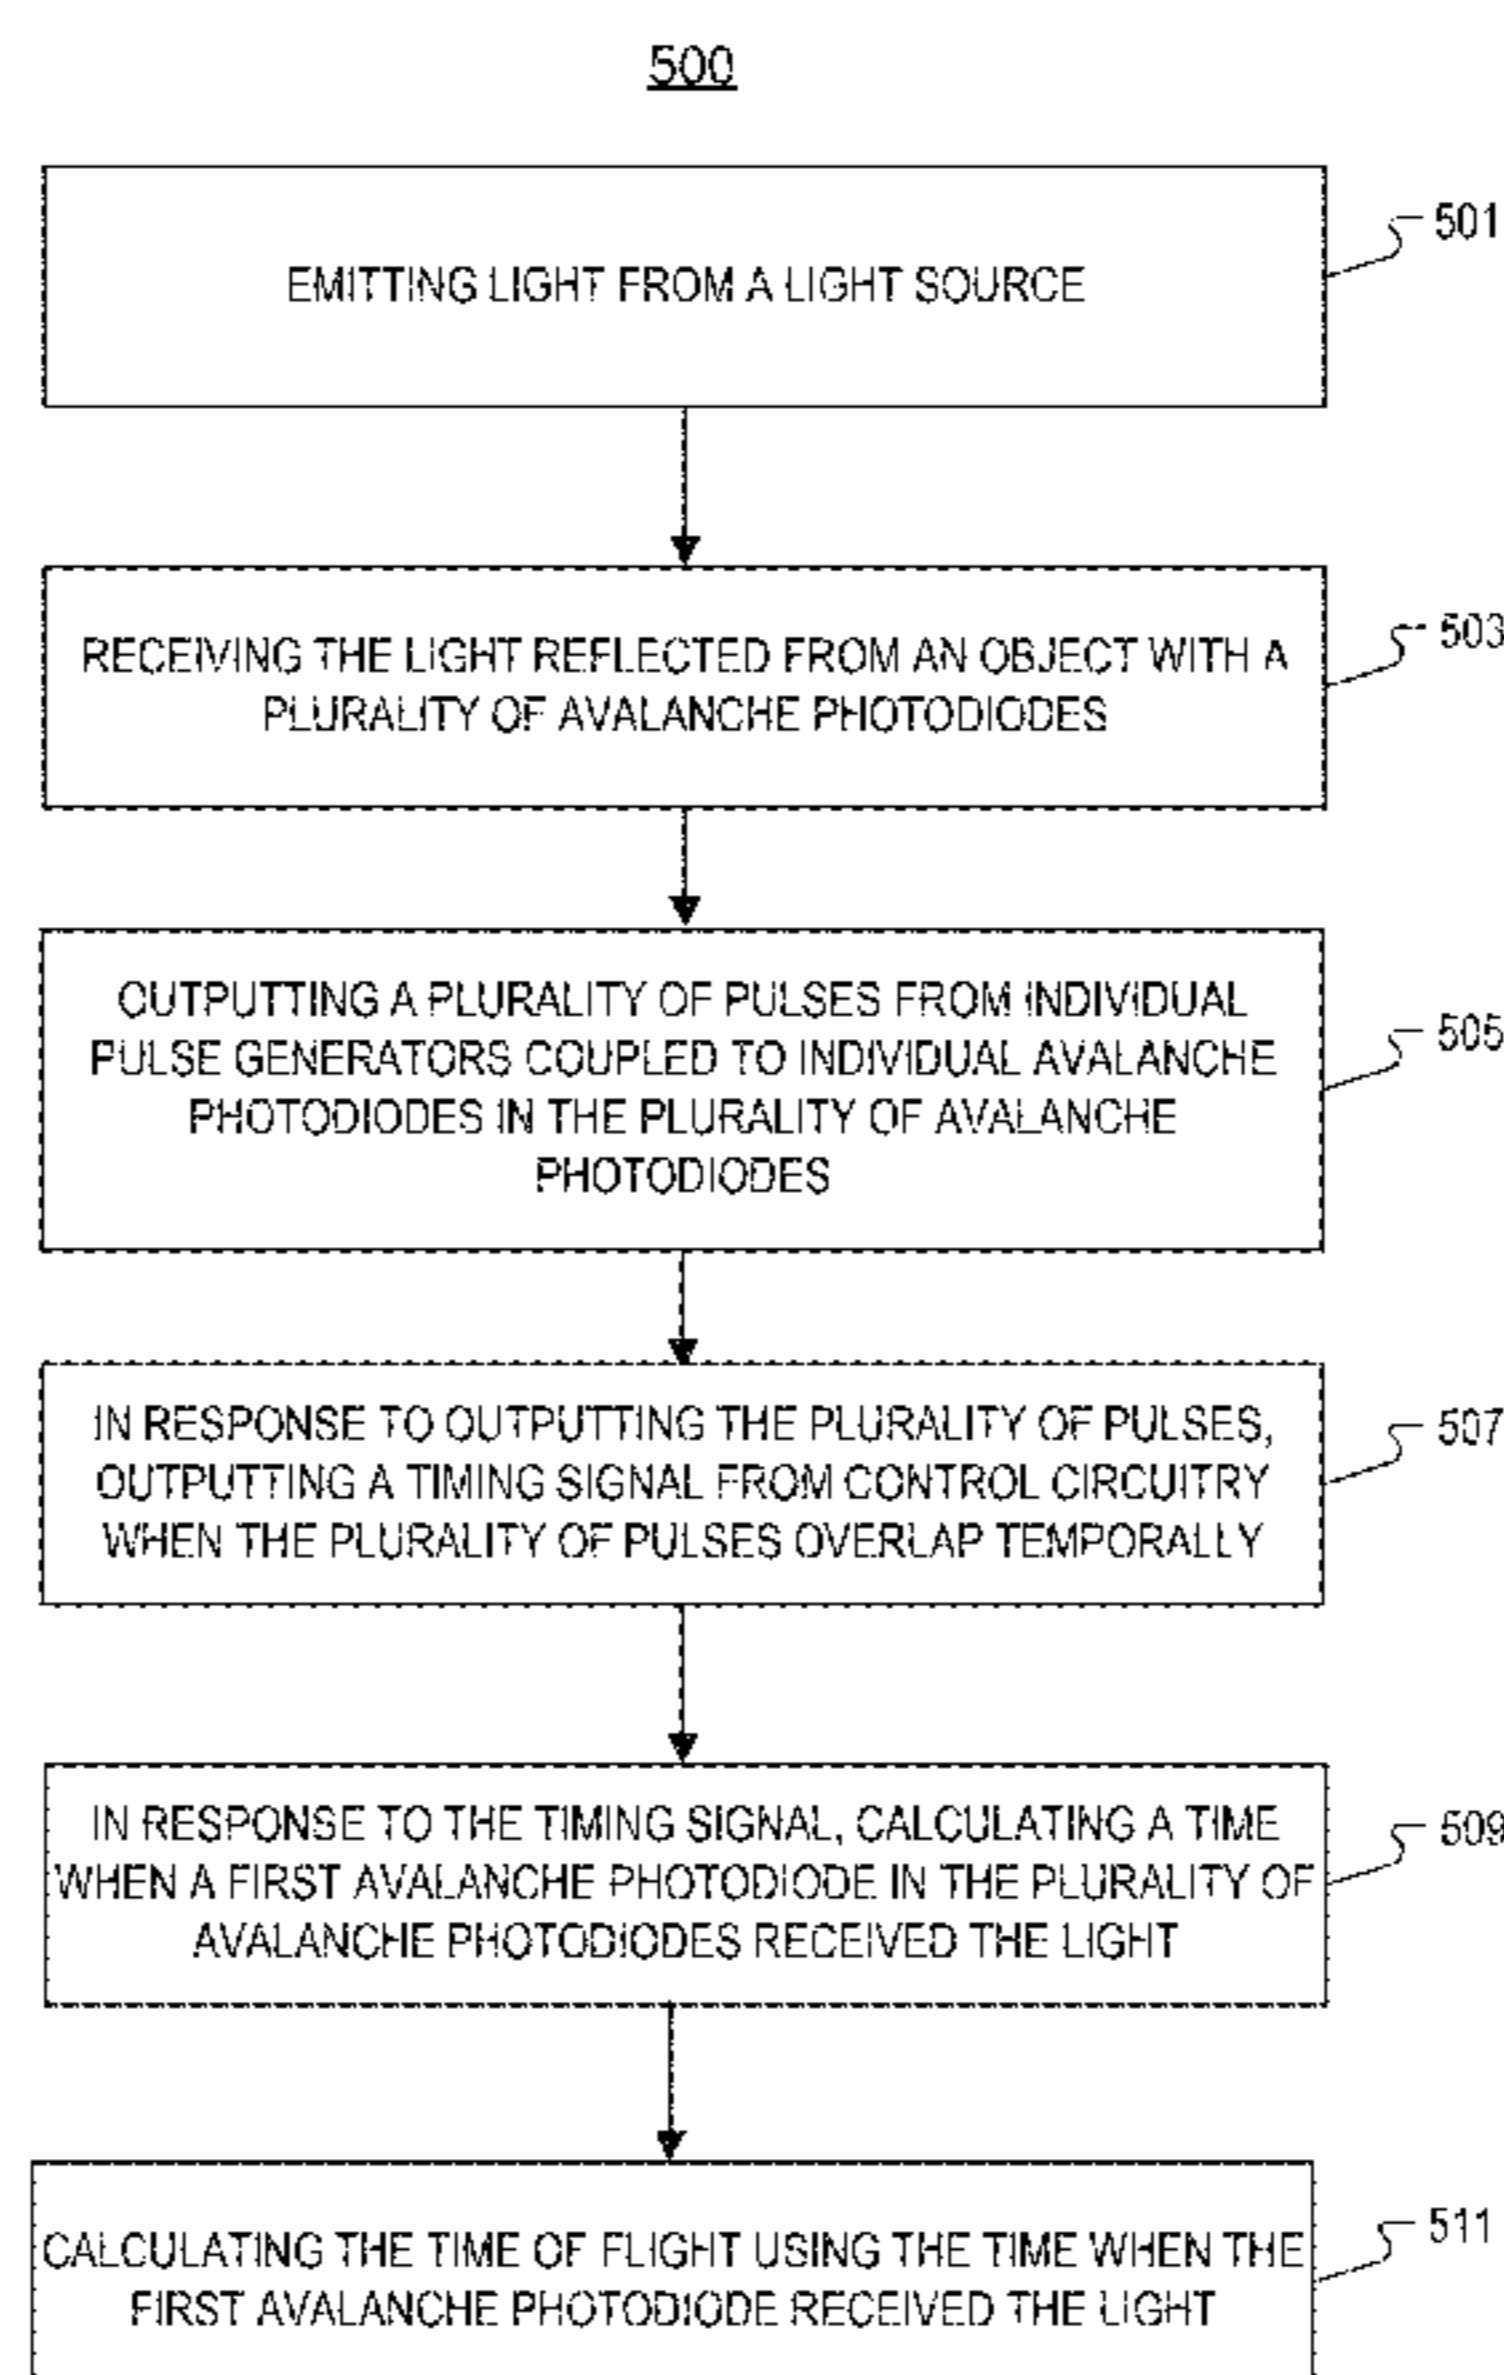 500
EMITTING LIGHT FROM A LIGHT SOURCE
501
RECEIVING THE LIGHT REFLECTED FROM AN OBJECT WITH A
PLURALITY OF AVALANCHE PHOTODIODES
503
OUTPUTTING A PLURALITY OF PULSES FROM INDIVIDUAL
PULSE GENERATORS COUPLED TO INDIVIDUAL AVALANCHE
PHOTODIODES IN THE PLURALITY OF AVALANCHE
PHOTODIODES
505
IN RESPONSE TO OUTPUTTING THE PLURALITY OF PULSES,
OUTPUTTING A TIMING SIGNAL FROM CONTROL CIRCUITRY
WHEN THE PLURALITY OF PULSES OVERLAP TEMPORALLY
507
IN RESPONSE TO THE TIMING SIGNAL, CALCULATING A TIME
WHEN A FIRST AVALANCHE PHOTODIODE IN THE PLURALITY OF
AVALANCHE PHOTODIODES RECEIVED THE LIGHT
509
CALCULATING THE TIME OF FLIGHT USING THE TIME WHEN THE
FIRST AVALANCHE PHOTODIODE RECEIVED THE LIGHT
511